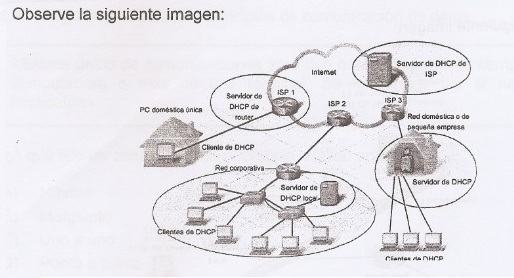 Observe la siguiente imagen:
Servidor de
DHCP de
ISP
Internet
Servidor de
DHCP de
router
ISP 1
ISP 2
ISP 3
PC doméstica única
Red doméstica o de
pequeña empresa
Cliente de DHCP
Red corporativa
Servidor de DHCP
Servidor de
DHCP local
Clientes de DHCP
Clientes de DHCP